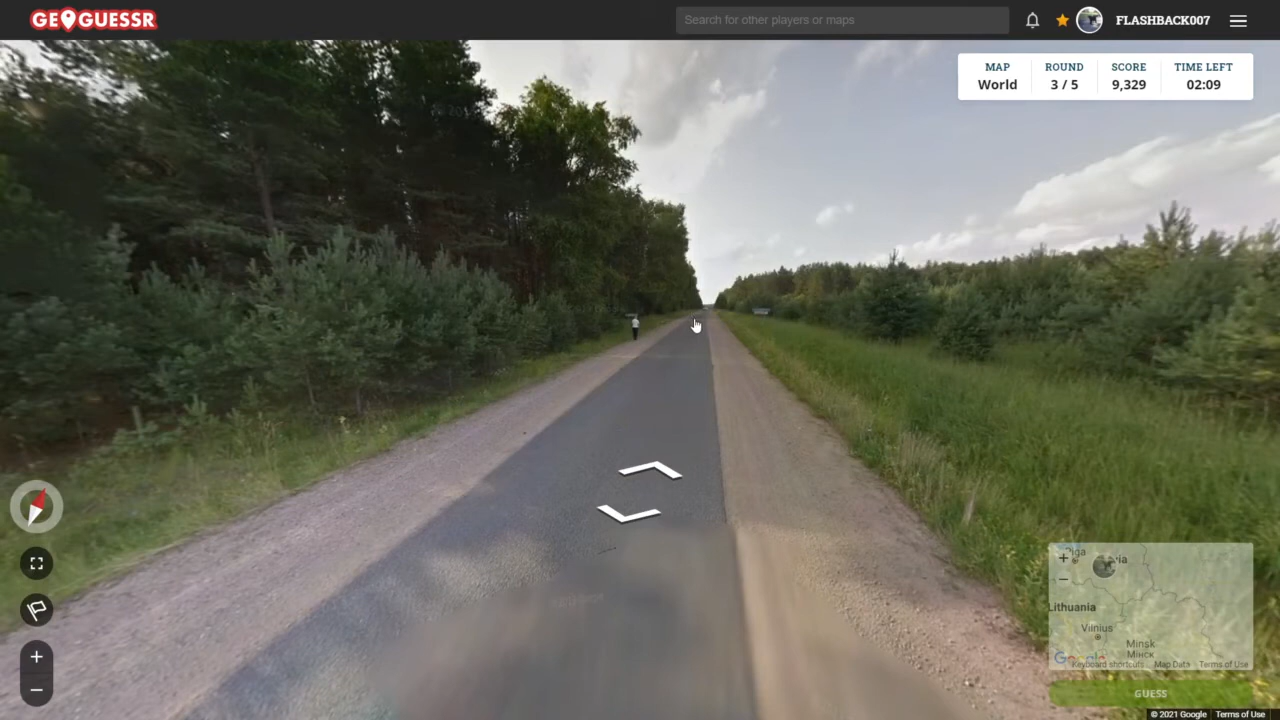 GEOGUESSR
Search for other players or maps
FLASHBACK007
MAP
World
ROUND
3 / 5
SCORE
9,329
TIME LEFT
02:09
Lithuania
Vilnius
Minsk
Мінск
Google
Keyboard shortcuts
Map Data
Terms of Use
GUESS
© 2021 Google
Terms of Use